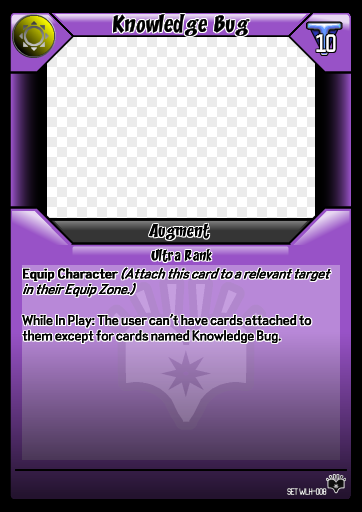 Knowledge Bug
10
Augment
Ultra Rank
Equip Character (Attach this card to a relevant target
in their Equip Zone.)
While In Play: The user can't have cards attached to
them except for cards named Knowledge Bug.
SET WLH-008